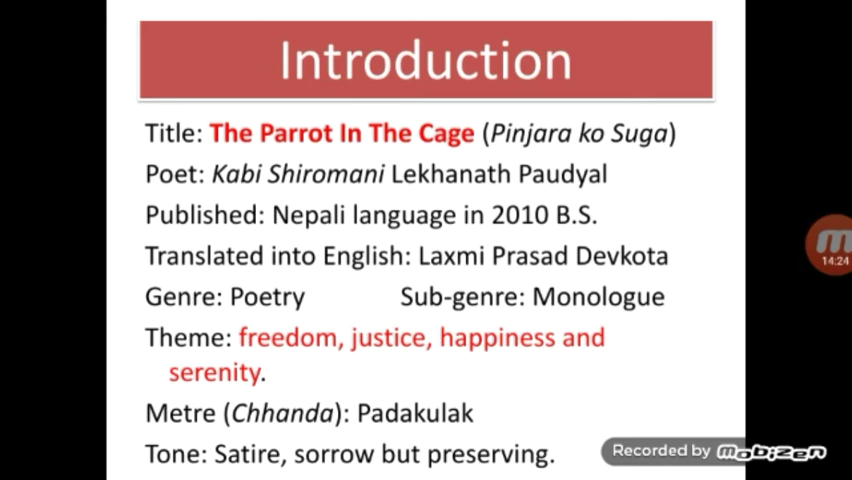 Introduction
Title: The Parrot In The Cage (Pinjara ko Suga)
Poet: Kabi Shiromani Lekhanath Paudyal
Published: Nepali language in 2010 B.S.
Translated into English: Laxmi Prasad Devkota
Genre: Poetry Sub-genre: Monologue
Theme: freedom, justice, happiness and
serenity.
Metre (Chhanda): Padakulak
Tone: Satire, sorrow but preserving.
14:24
Recorded by mobizen